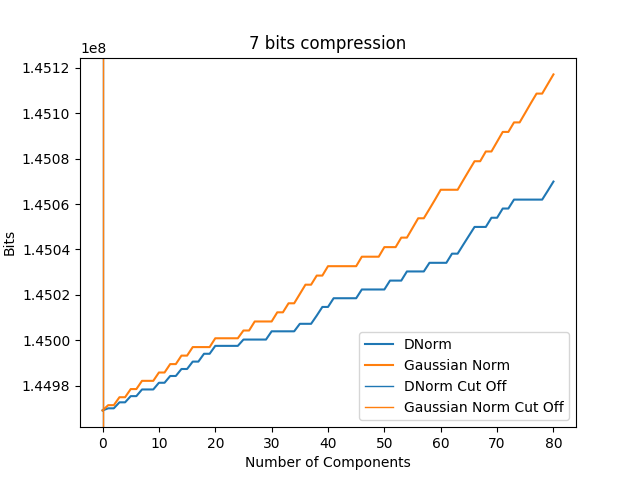 7 bits compression
1e8
1.4512
1.4510
1.4508
1.4506
1.4504
1.4502
1.4500
1.4498
Bits
0 10 20 30 40 50 60 70 80
Number of Components
DNorm
Gaussian Norm
DNorm Cut Off
Gaussian Norm Cut Off